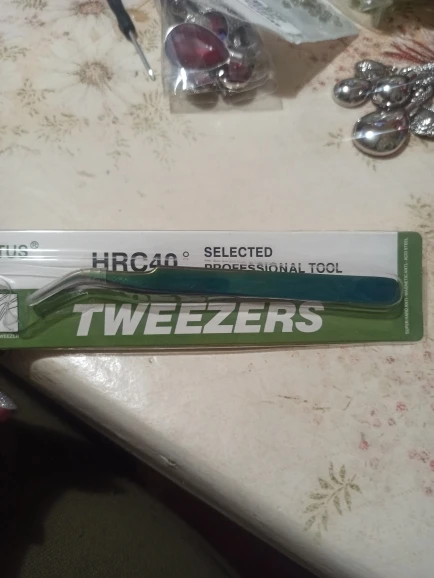 TUS®
HRC40°
SELECTED
PROFESSIONAL TOOL
TWEEZERS